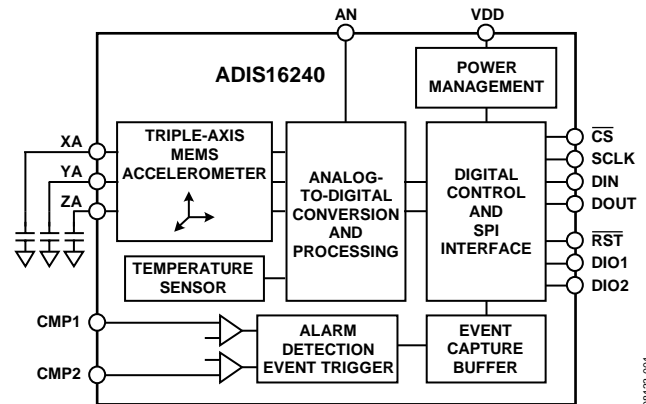 AN
VDD
ADIS16240
POWER
MANAGEMENT
XA
YA
ZA
TRIPLE-AXIS
MEMS
ACCELEROMETER
ANALOG-
TO-DIGITAL
CONVERSION
AND
PROCESSING
DIGITAL
CONTROL
AND
SPI
INTERFACE
CS
SCLK
DIN
DOUT
RST
DIO1
DIO2
TEMPERATURE
SENSOR
CMP1
CMP2
ALARM
DETECTION
EVENT TRIGGER
EVENT
CAPTURE
BUFFER